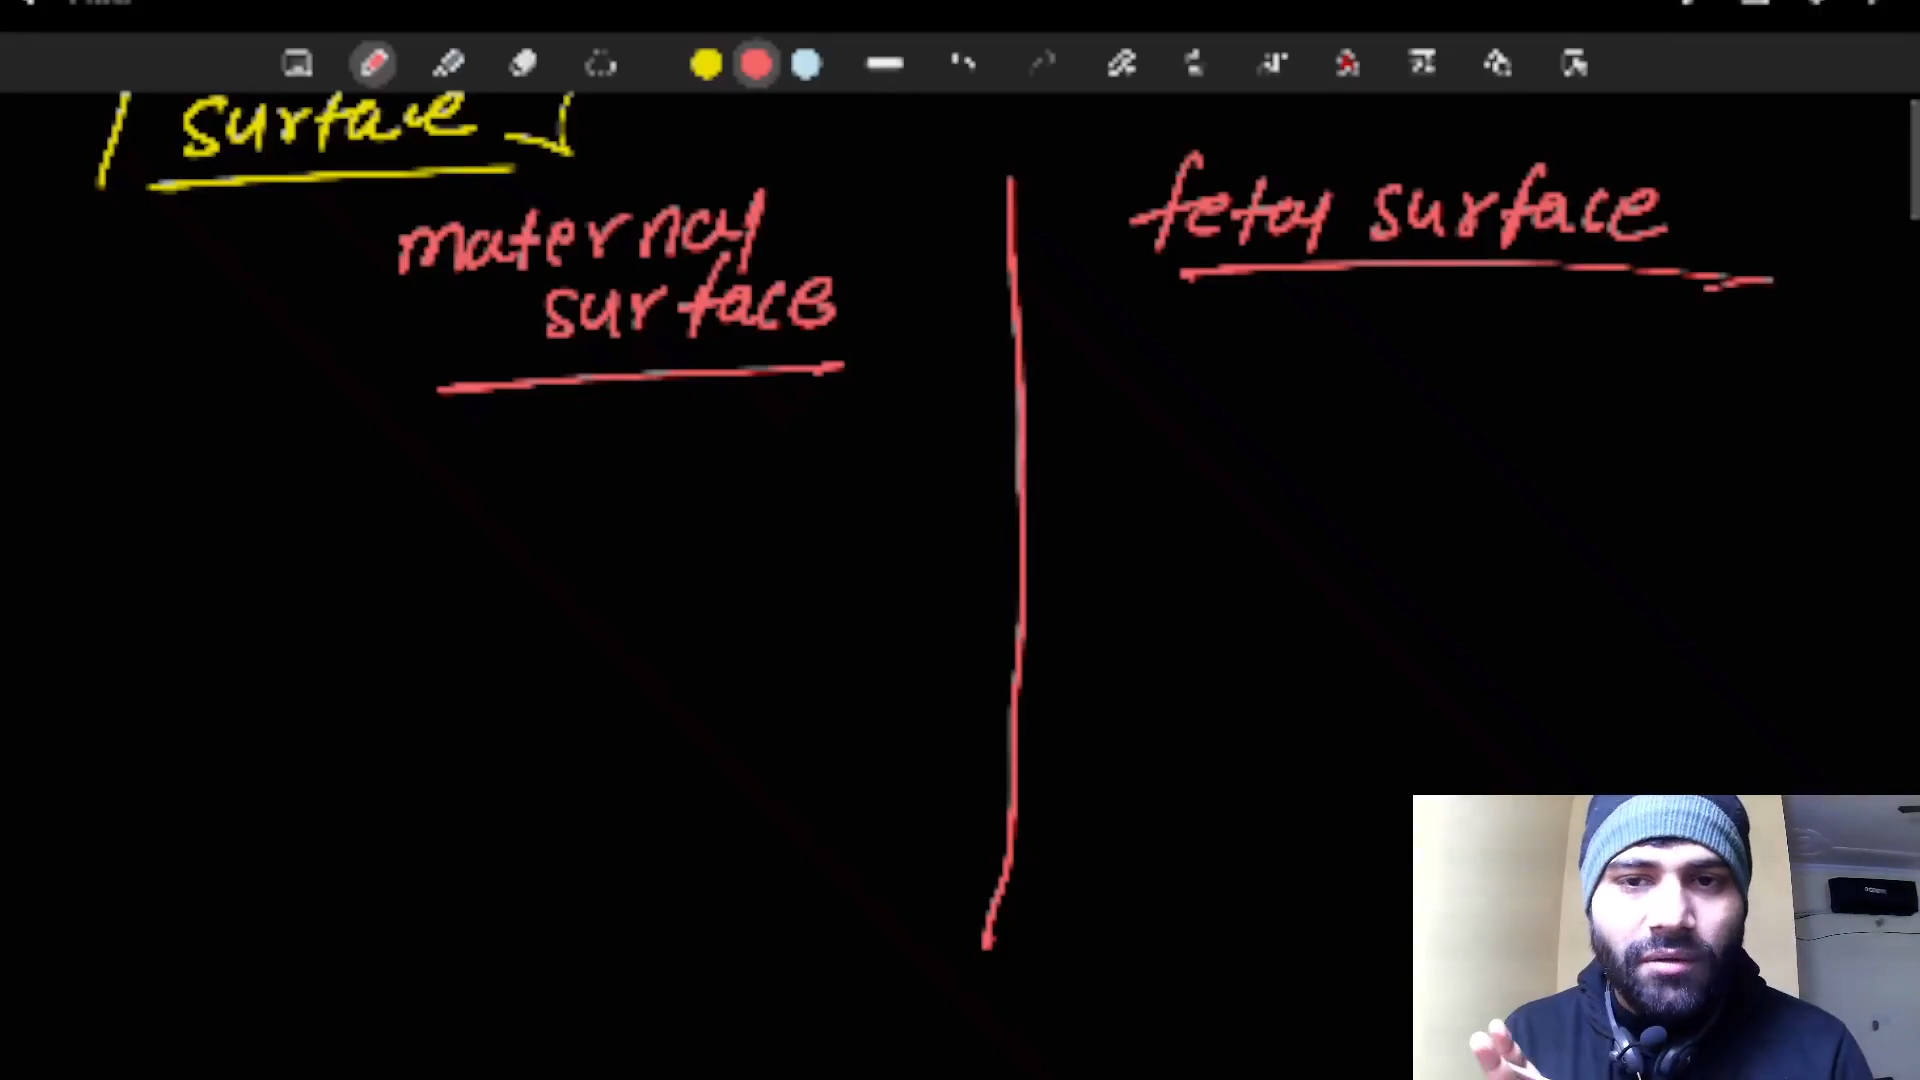 surface
maternal
surface
fetal surface